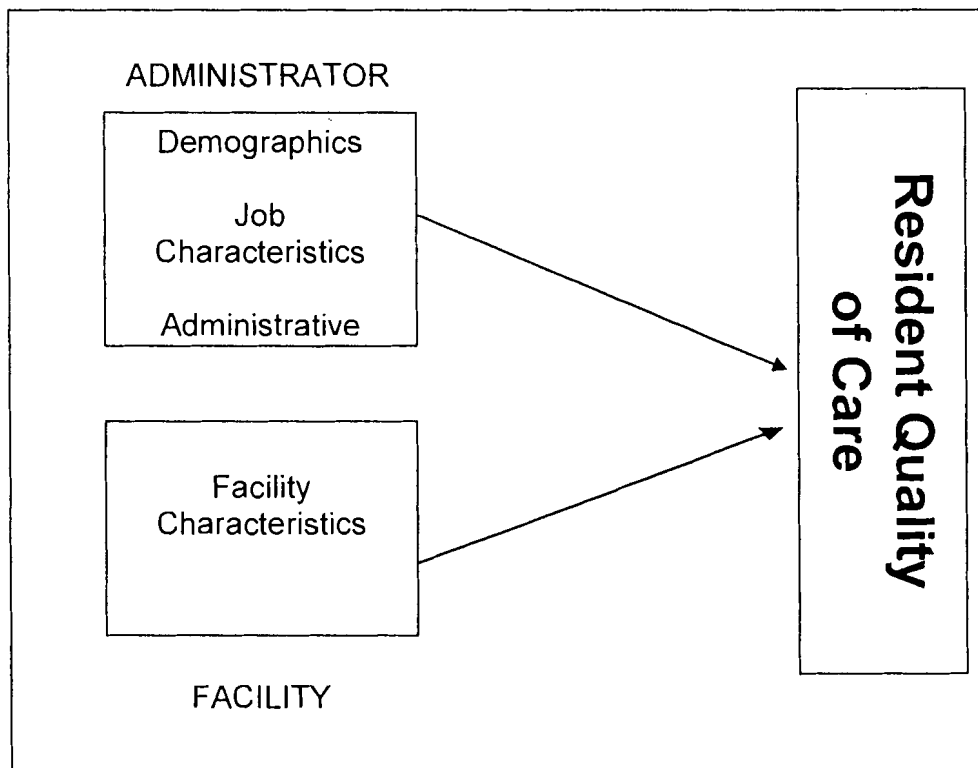 ADMINISTRATOR
Demographics
Job
Characteristics
Administrative
Facility
Characteristics
FACILITY
Resident Quality
of Care